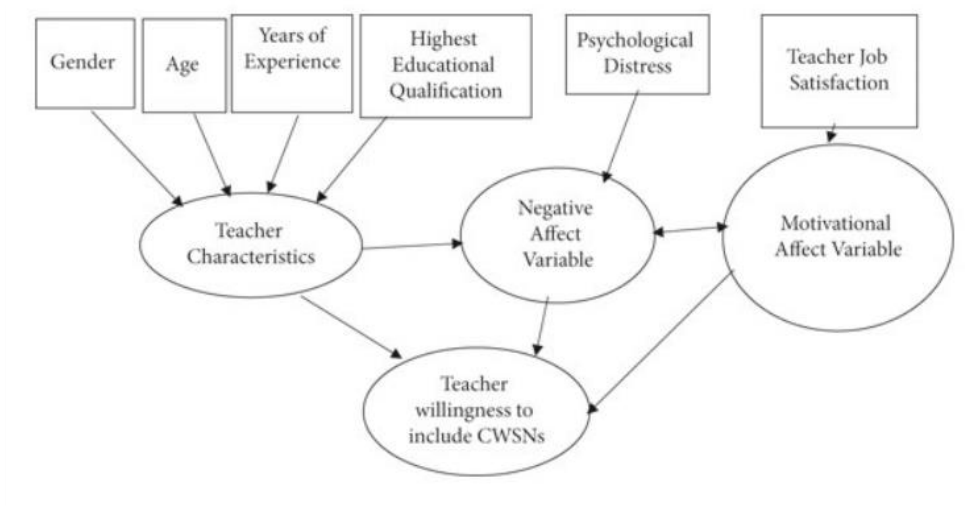 Gender
Age
Years of
Experience
Highest
Educational
Qualification
Psychological
Distress
Teacher Job
Satisfaction
Teacher
Characteristics
Negative
Affect
Variable
Motivational
Affect Variable
Teacher
willingness to
include CWSNs